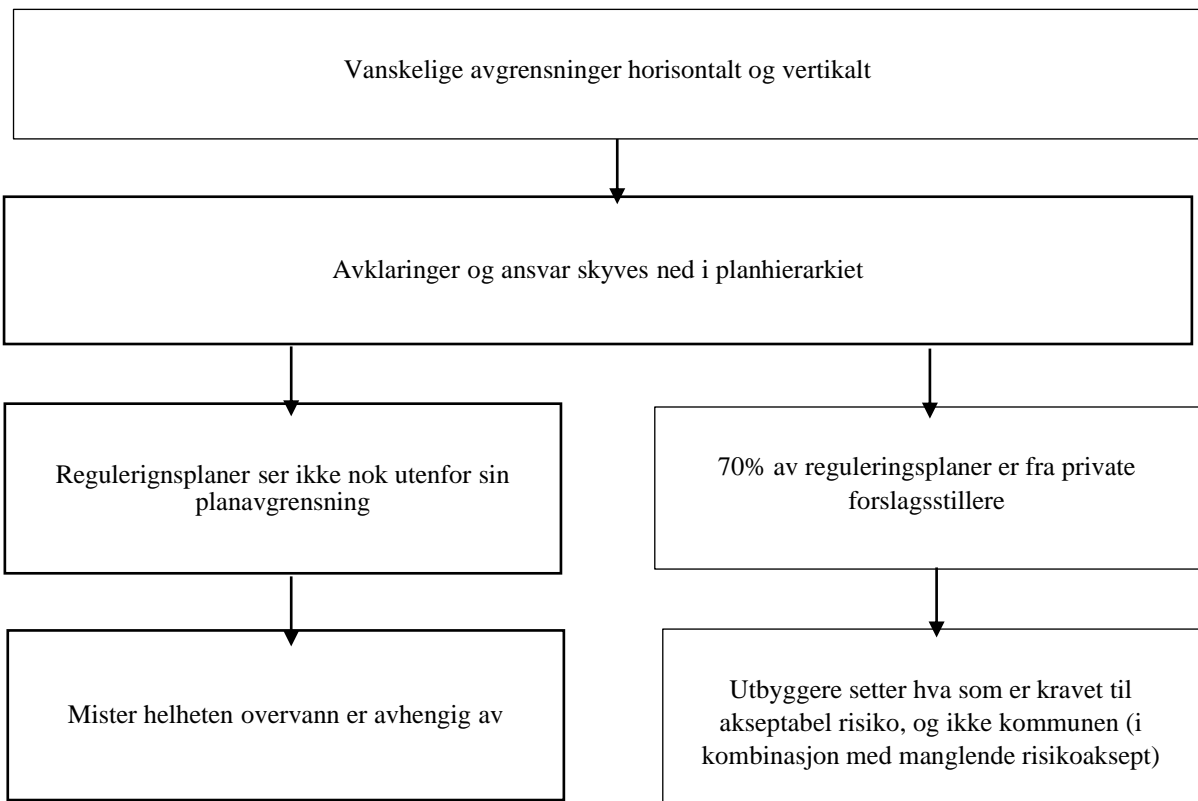 Vanskelige avgrensninger horisontalt og vertikalt
Avklaringer og ansvar skyves ned i planhierarkiet
Regulerignsplaner ser ikke nok utenfor sin
planavgrensning
70% av reguleringsplaner er fra private
forslagsstillere
Mister helheten overvann er avhengig av
Utbyggere setter hva som er kravet til
akseptabel risiko, og ikke kommunen (i
kombinasjon med manglende risikoaksept)